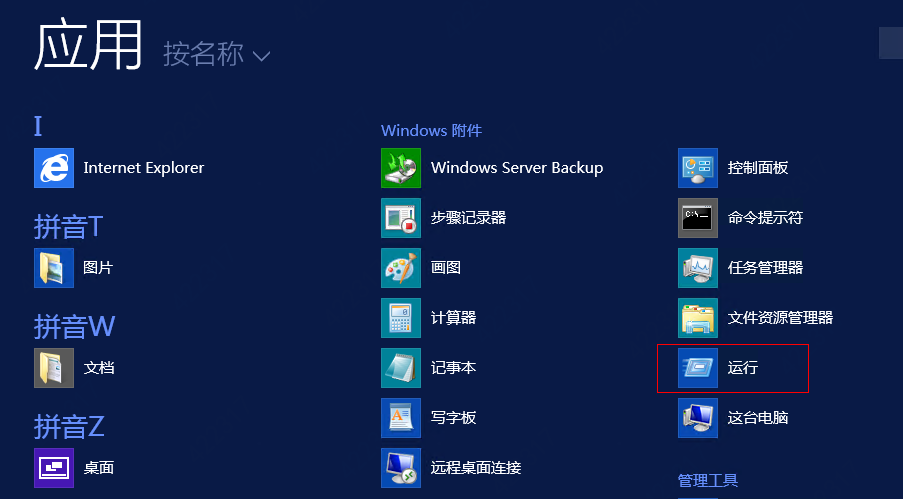 应用 按名称
I
Internet Explorer
拼音T
图片
拼音W
文档
拼音Z
桌面
Windows 附件
Windows Server Backup
步骤记录器
画图
计算器
记事本
写字板
远程桌面连接
控制面板
C:\_
命令提示符
任务管理器
文件资源管理器
运行
这台电脑
管理工具